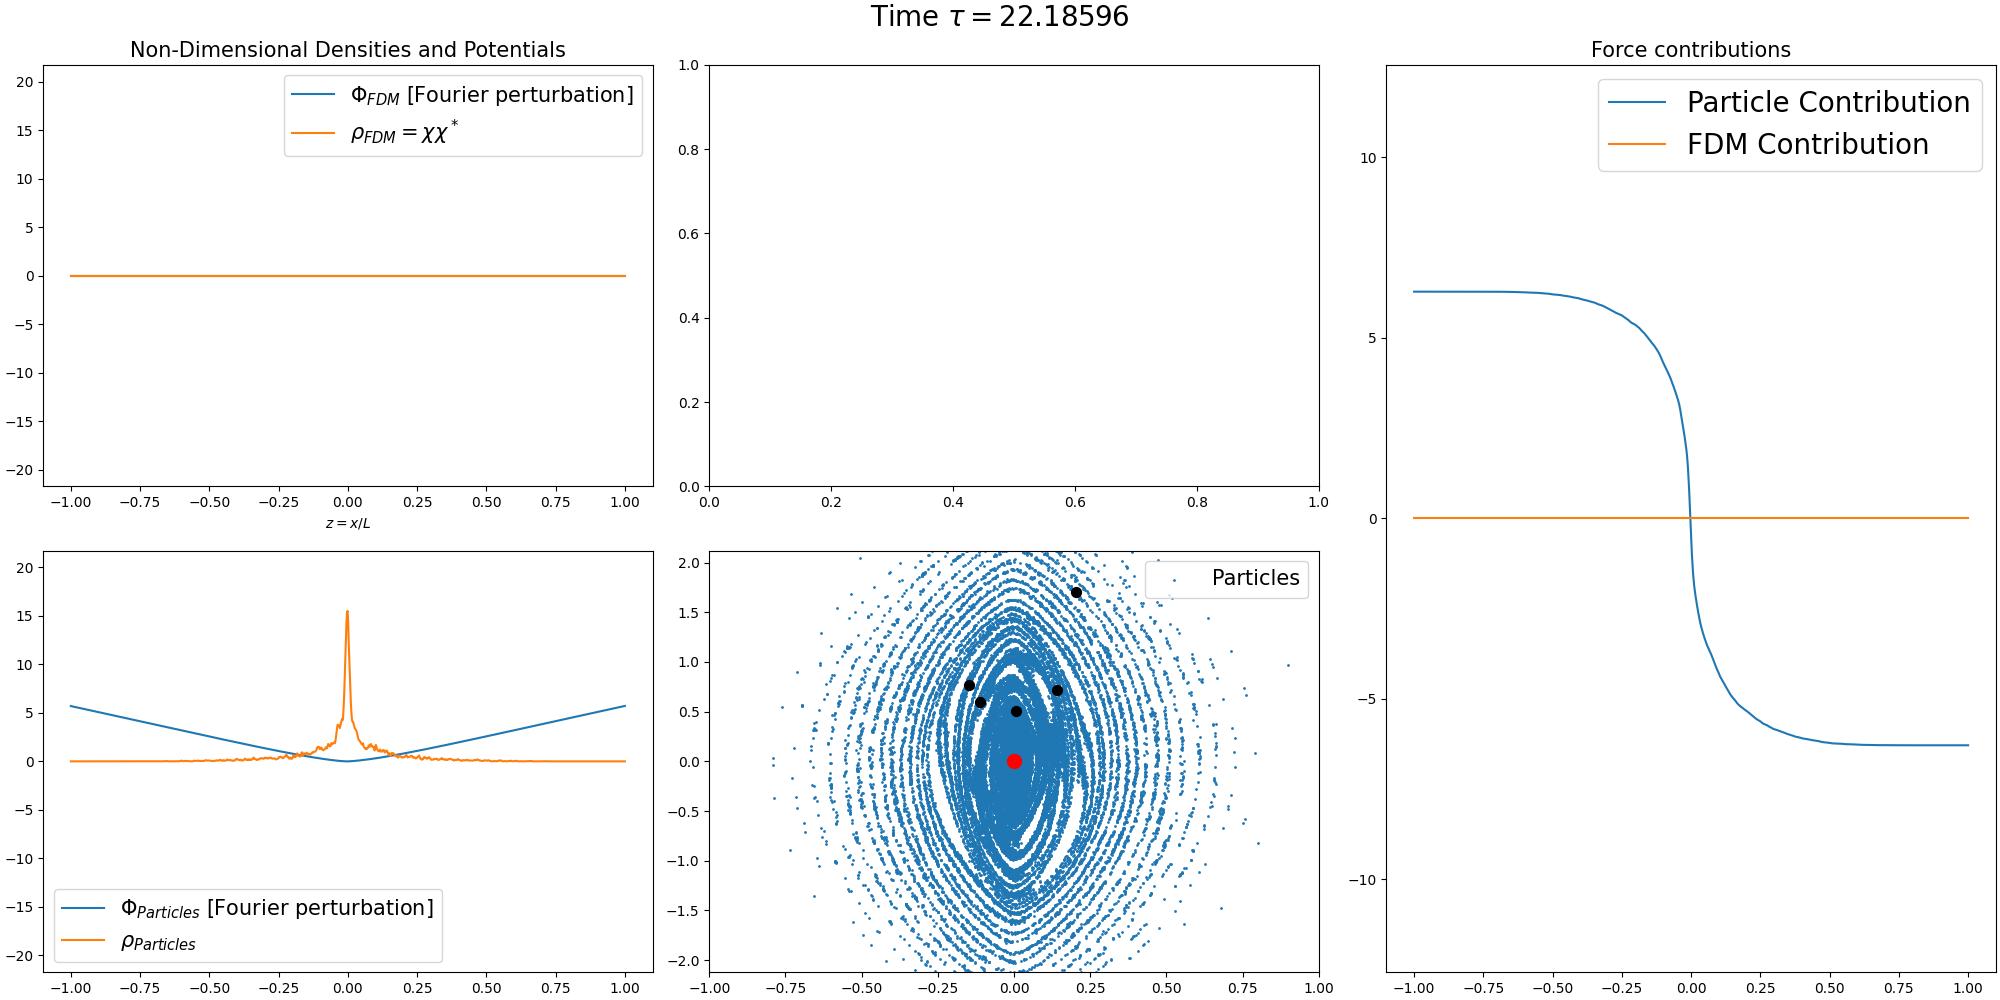 Time τ = 22.18596
Non-Dimensional Densities and Potentials
Φ_FDM [Fourier perturbation]
ρ_FDM = χχ*
20
15
10
5
0
−5
−10
−15
−20
−1.00 −0.75 −0.50 −0.25 0.00 0.25 0.50 0.75 1.00
z = x/L
1.0
0.8
0.6
0.4
0.2
0.0
0.0 0.2 0.4 0.6 0.8 1.0
Force contributions
Particle Contribution
FDM Contribution
10
5
0
−5
−10
−1.00 −0.75 −0.50 −0.25 0.00 0.25 0.50 0.75 1.00
20
15
10
5
0
−5
−10
−15
−20
Φ_Particles [Fourier perturbation]
ρ_Particles
−1.00 −0.75 −0.50 −0.25 0.00 0.25 0.50 0.75 1.00
Particles
2.0
1.5
1.0
0.5
0.0
−0.5
−1.0
−1.5
−2.0
−1.00 −0.75 −0.50 −0.25 0.00 0.25 0.50 0.75 1.00